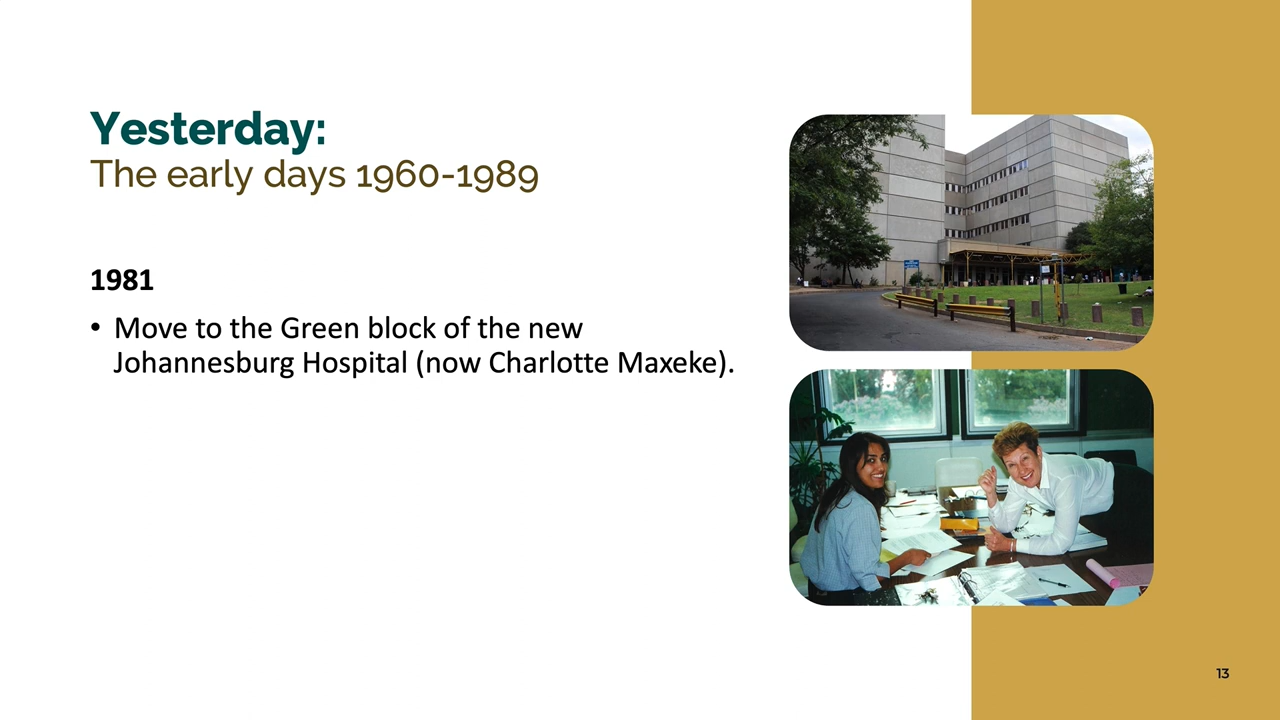 Yesterday:
The early days 1960-1989
1981
• Move to the Green block of the new
Johannesburg Hospital (now Charlotte Maxeke).
13